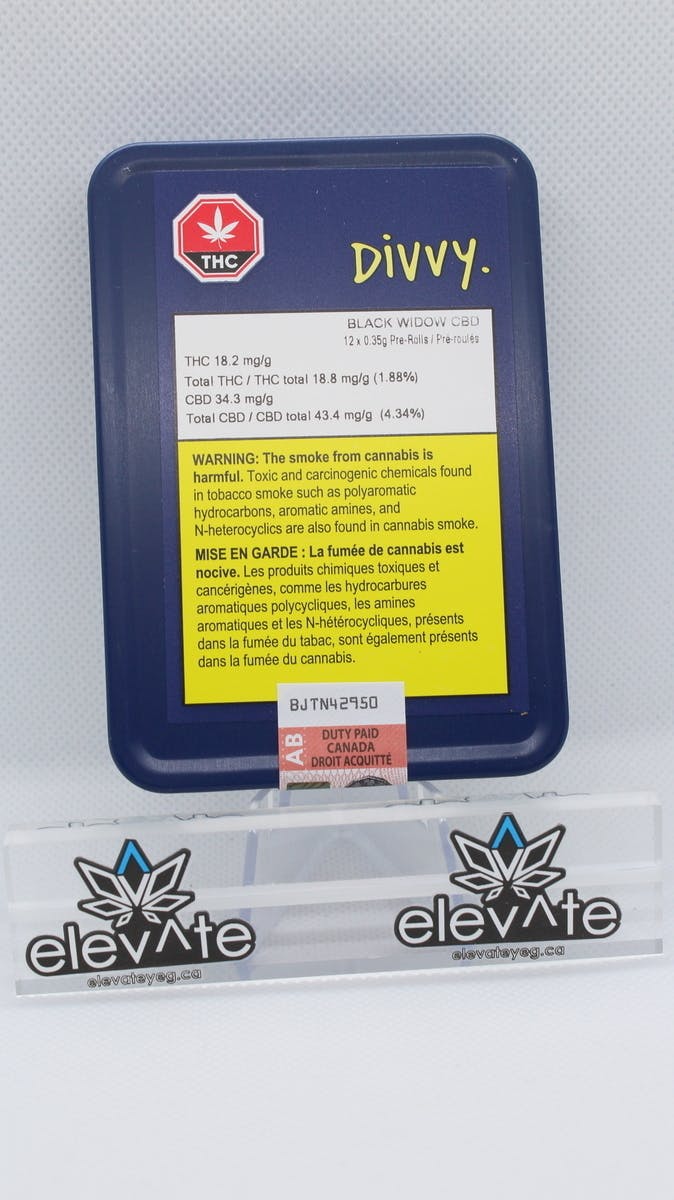 THC
Divvy.
BLACK WIDOW CBD
12 x 0.35g Pre-Rolls / Pré-roulés
THC 18.2 mg/g
Total THC / THC total 18.8 mg/g (1.88%)
CBD 34.3 mg/g
Total CBD / CBD total 43.4 mg/g (4.34%)
WARNING: The smoke from cannabis is
harmful. Toxic and carcinogenic chemicals found
in tobacco smoke such as polyaromatic
hydrocarbons, aromatic amines, and
N-heterocyclics are also found in cannabis smoke.
MISE EN GARDE : La fumée de cannabis est
nocive. Les produits chimiques toxiques et
cancérigènes, comme les hydrocarbures
aromatiques polycycliques, les amines
aromatiques et les N-hétérocycliques, présents
dans la fumée du tabac, sont également présents
dans la fumée du cannabis.
BJTN42950
AB
DUTY PAID
CANADA
DROIT ACQUITTÉ
elev^te
elevateyeg.ca
elev^te
elevateyeg.ca